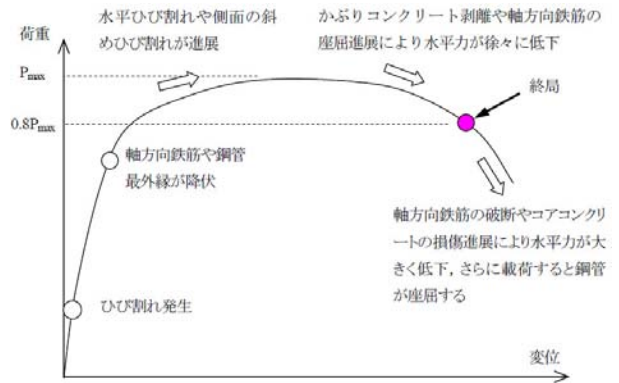 水平ひび割れや側面の斜
めひび割れが進展
かぶりコンクリート剥離や軸方向鉄筋の
座屈進展により水平力が徐々に低下
荷重
Pmax
0.8Pmax
終局
軸方向鉄筋や鋼管
最外縁が降伏
軸方向鉄筋の破断やコアコンクリ
ートの損傷進展により水平力が大
きく低下，さらに載荷すると鋼管
が座屈する
ひび割れ発生
変位